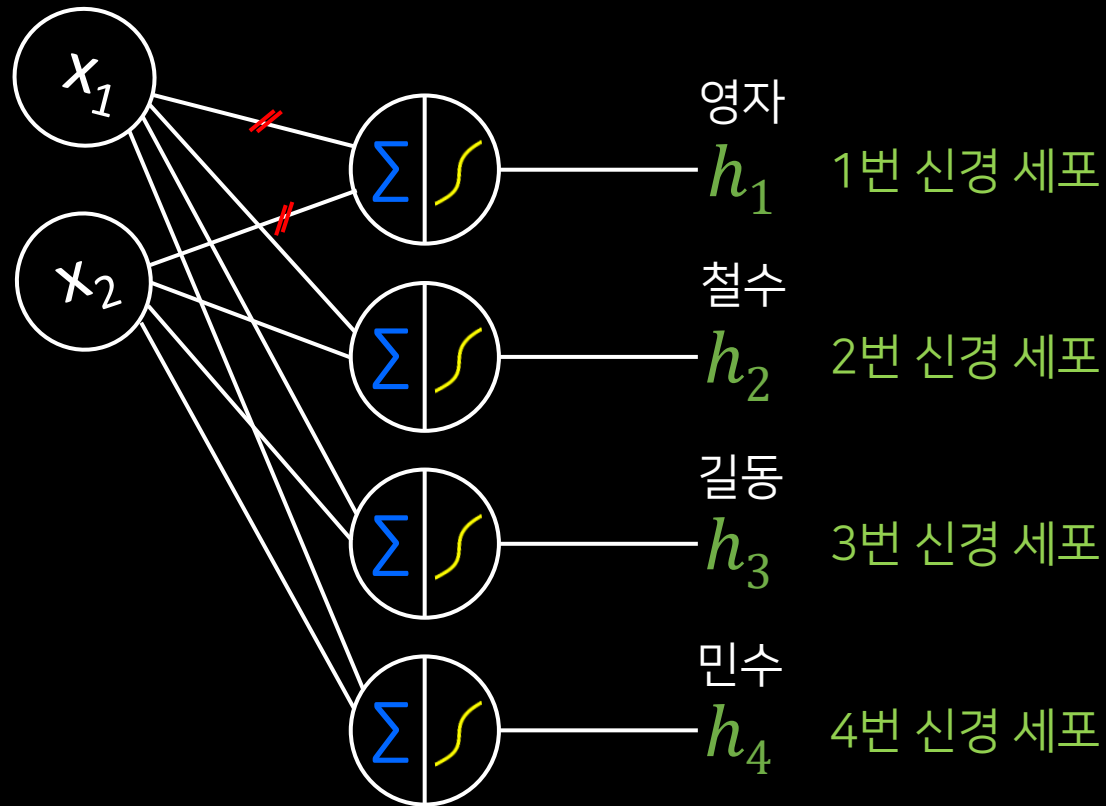 x₁
x₂
∑
영자
h₁ 1번 신경 세포
∑
철수
h₂ 2번 신경 세포
∑
길동
h₃ 3번 신경 세포
∑
민수
h₄ 4번 신경 세포